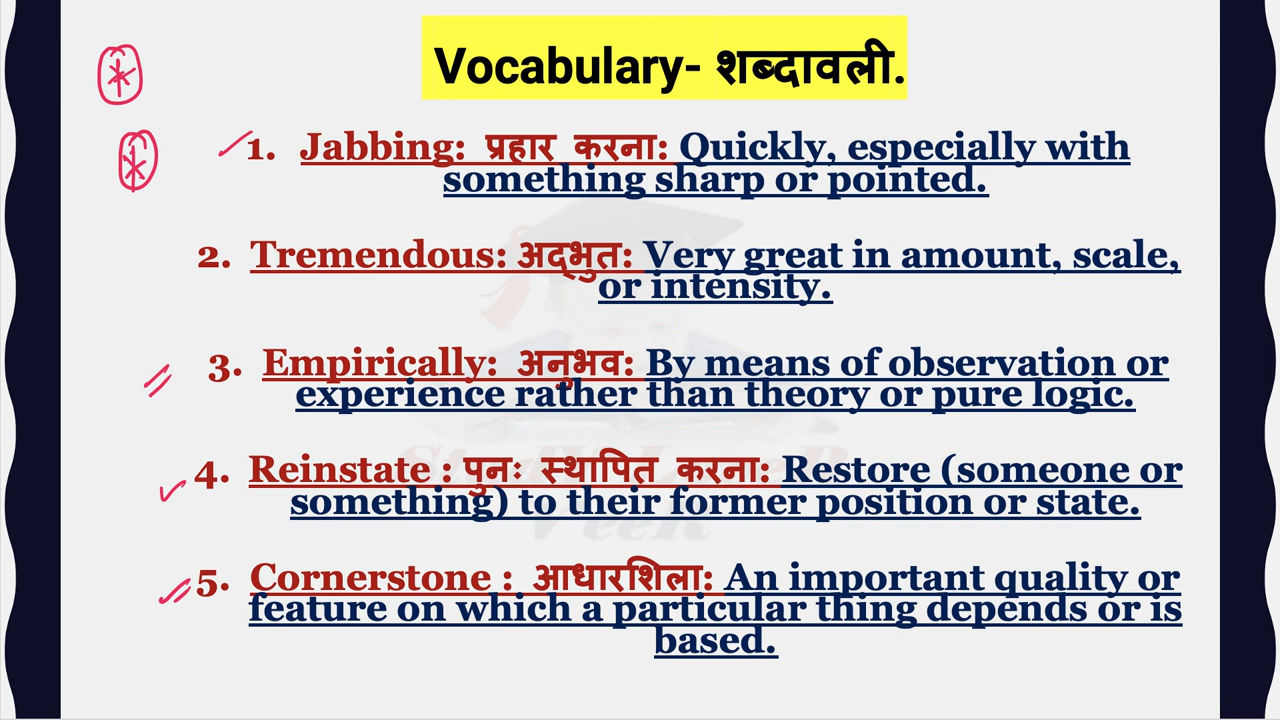 Vocabulary- शब्दावली.
1. Jabbing: प्रहार करना: Quickly, especially with
something sharp or pointed.
2. Tremendous: अद्भुत: Very great in amount, scale,
or intensity.
3. Empirically: अनुभव: By means of observation or
experience rather than theory or pure logic.
4. Reinstate : पुनः स्थापित करना: Restore (someone or
something) to their former position or state.
5. Cornerstone : आधारशिला: An important quality or
feature on which a particular thing depends or is
based.